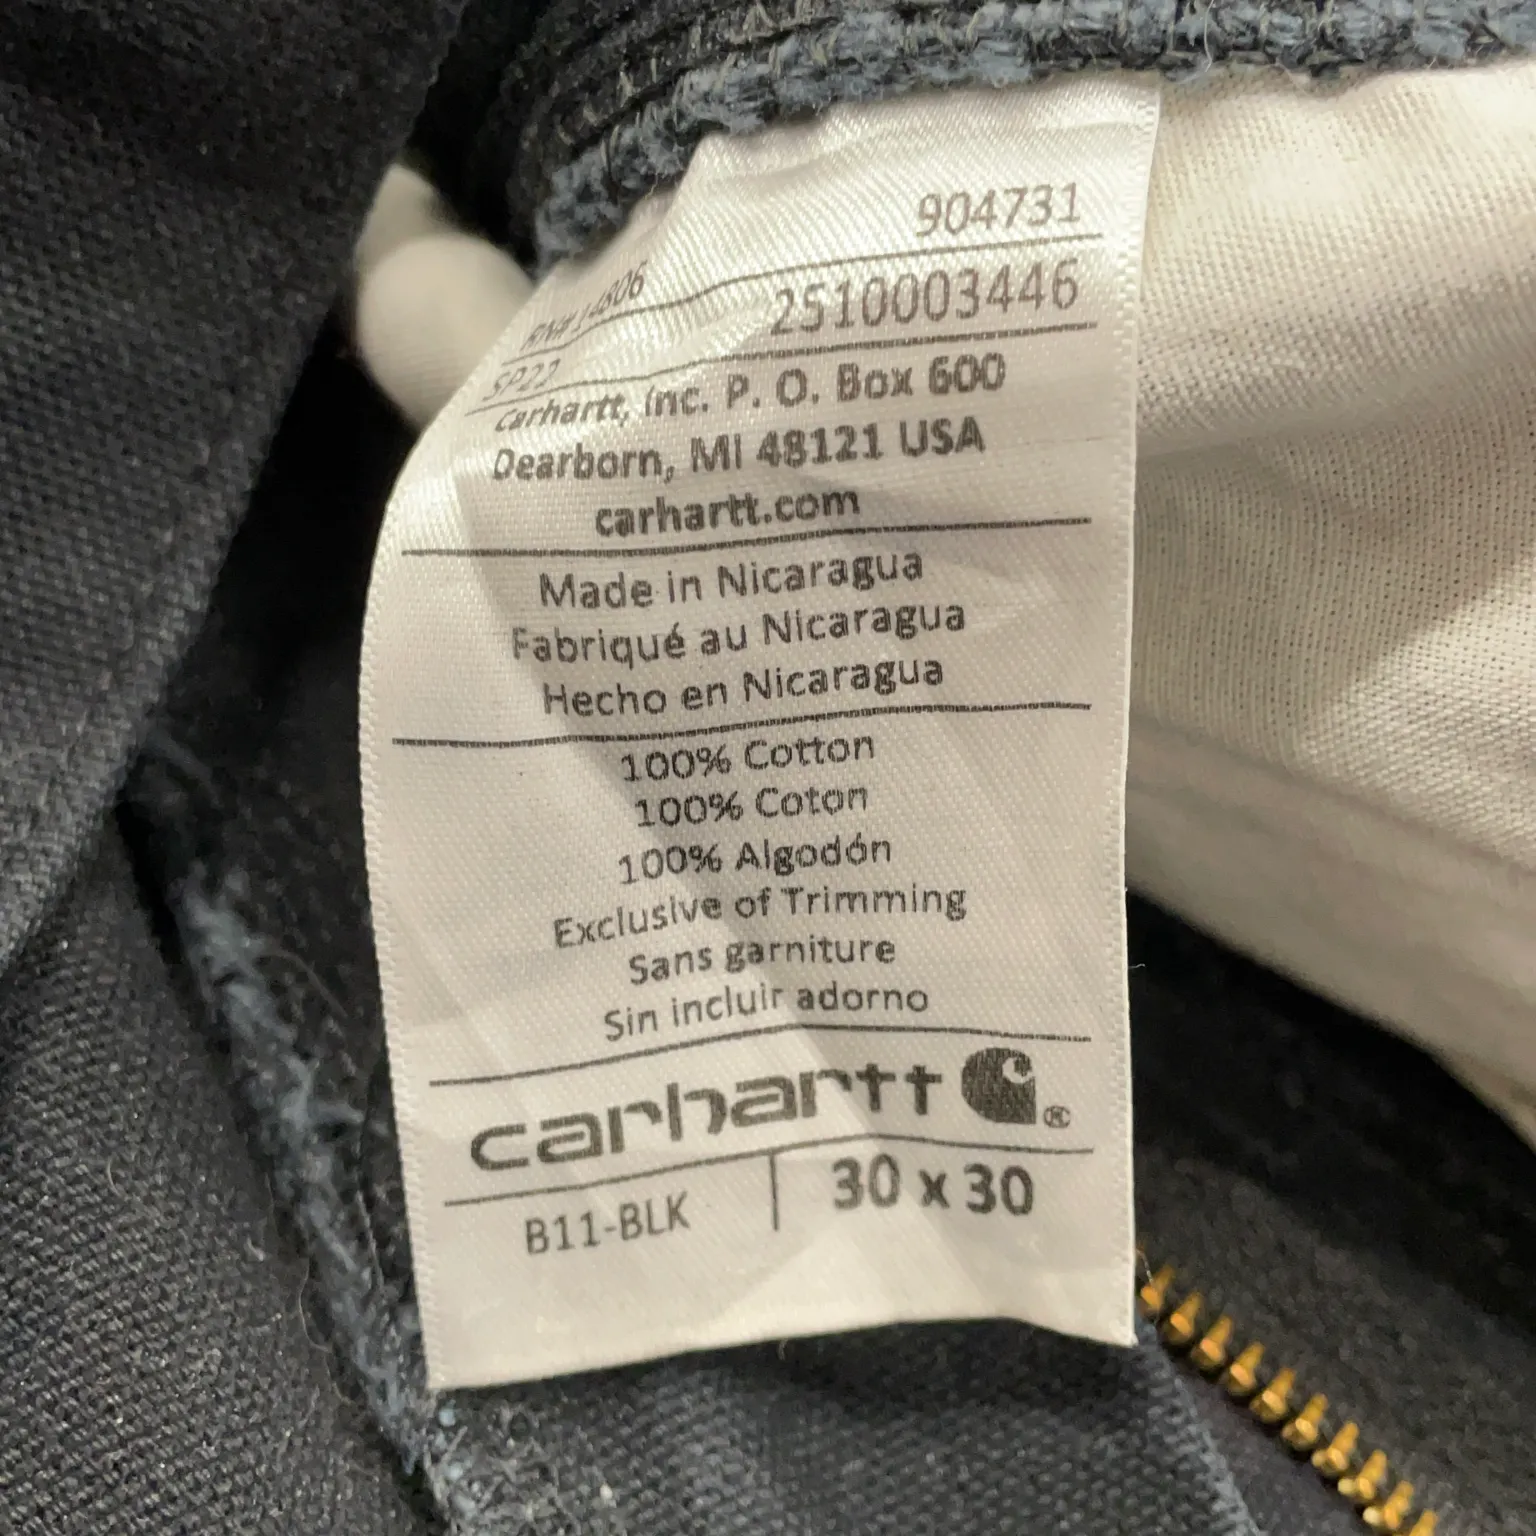 RN# 14806 904731
SP22 2510003446
Carhartt, Inc. P. O. Box 600
Dearborn, MI 48121 USA
carhartt.com
Made in Nicaragua
Fabriqué au Nicaragua
Hecho en Nicaragua
100% Cotton
100% Coton
100% Algodón
Exclusive of Trimming
Sans garniture
Sin incluir adorno
carhartt ®
B11-BLK 30 x 30